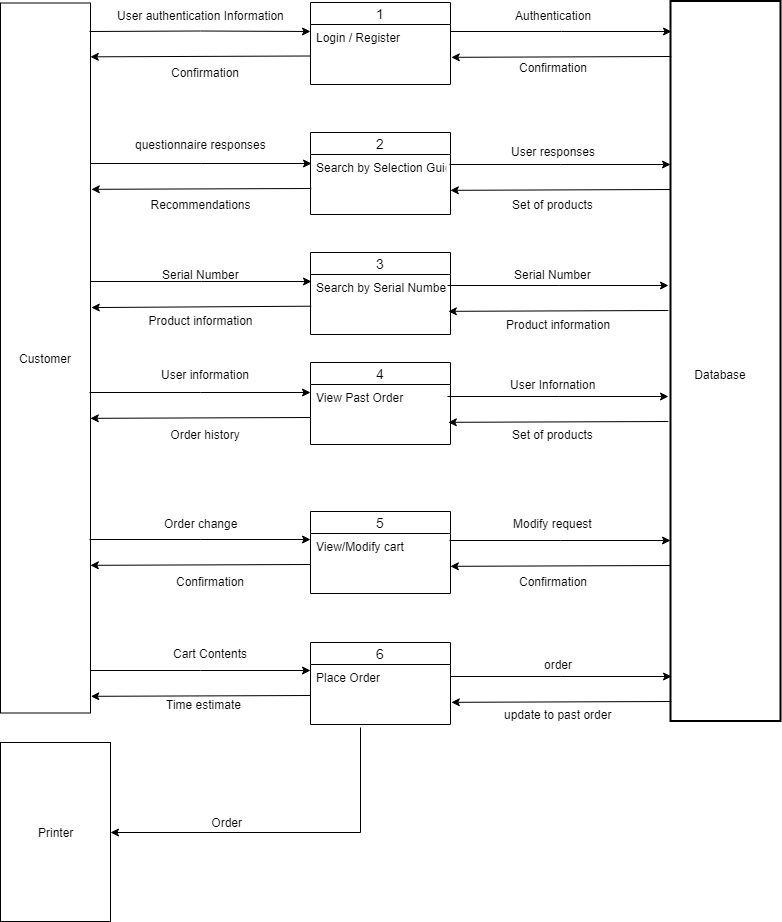 User authentication Information
1
Authentication
Login / Register
Confirmation
Confirmation
questionnaire responses
2
User responses
Search by Selection Gui
Recommendations
Set of products
Serial Number
3
Serial Number
Search by Serial Numbe
Product information
Product information
Customer
Database
User information
4
User Infornation
View Past Order
Order history
Set of products
Order change
5
Modify request
View/Modify cart
Confirmation
Confirmation
Cart Contents
6
order
Place Order
Time estimate
update to past order
Order
Printer